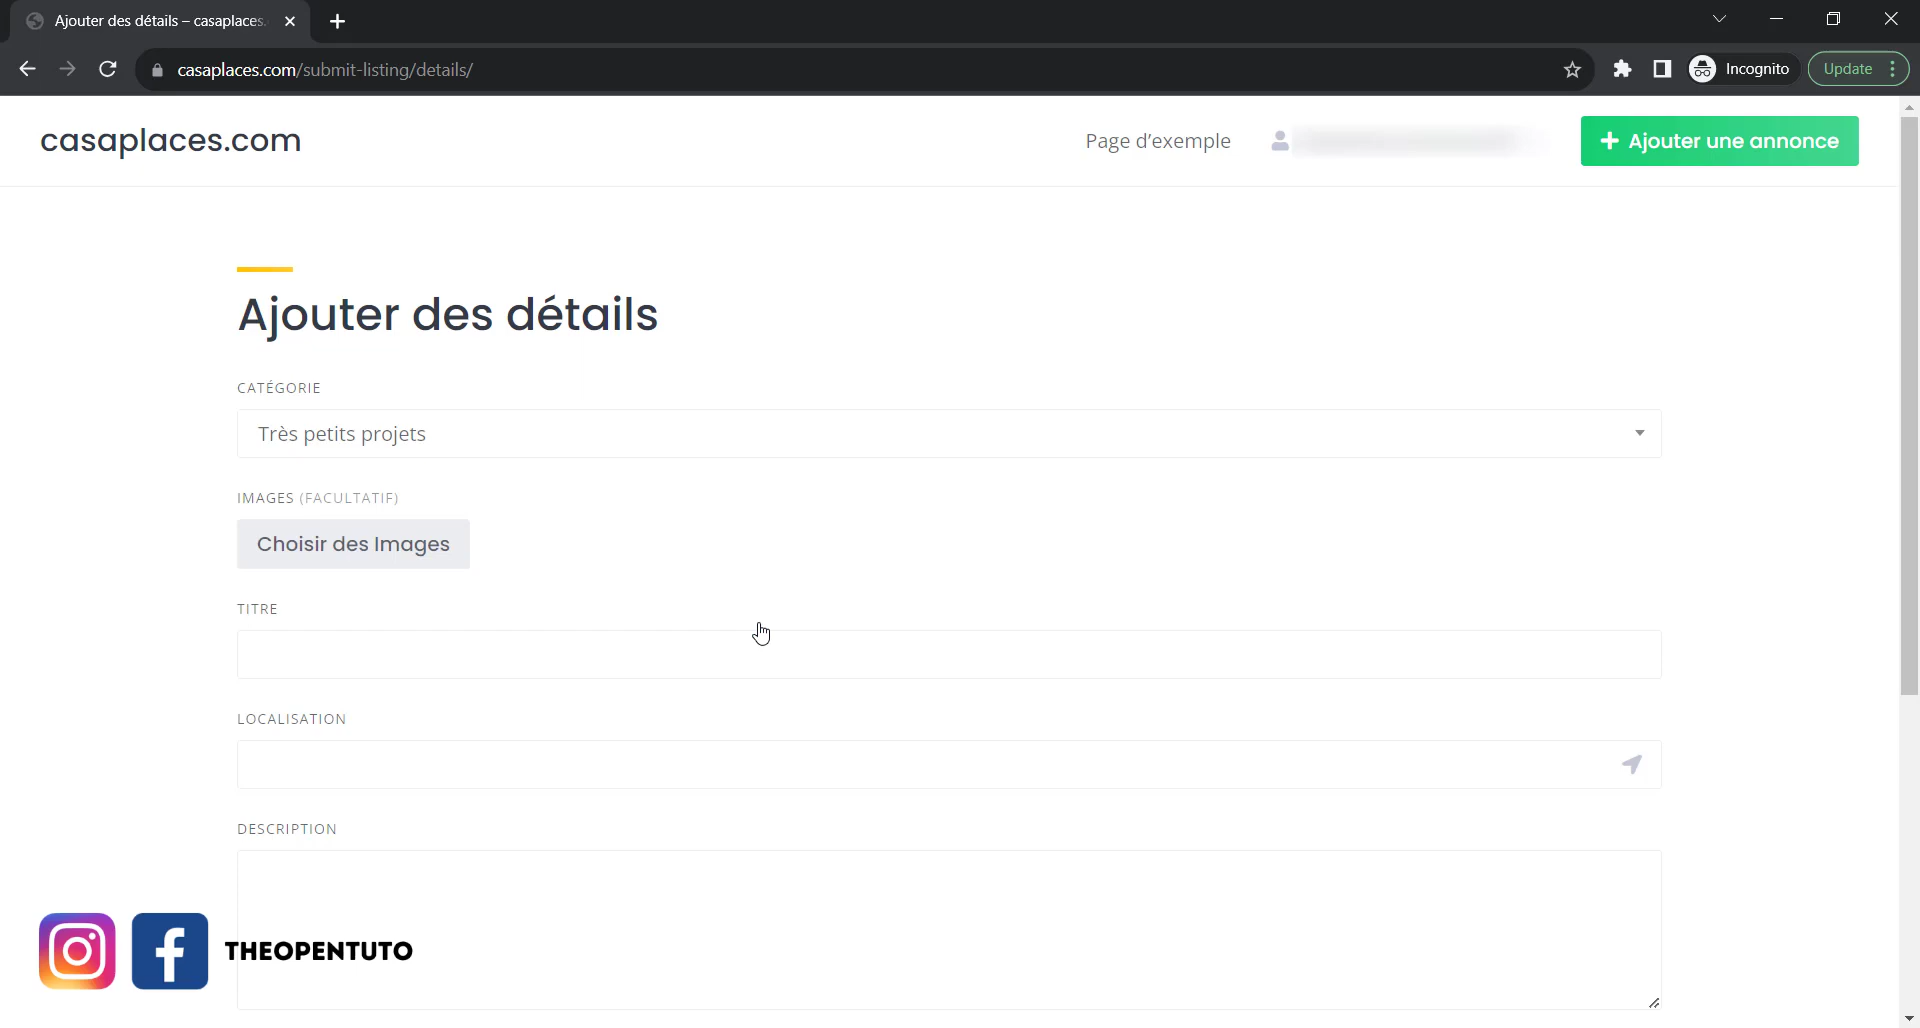 Ajouter des détails – casaplaces.
casaplaces.com/submit-listing/details/
Incognito
Update
casaplaces.com
Page d’exemple
Ajouter une annonce
Ajouter des détails
CATÉGORIE
Très petits projets
IMAGES (FACULTATIF)
Choisir des Images
TITRE
LOCALISATION
DESCRIPTION
THEOPENTUTO